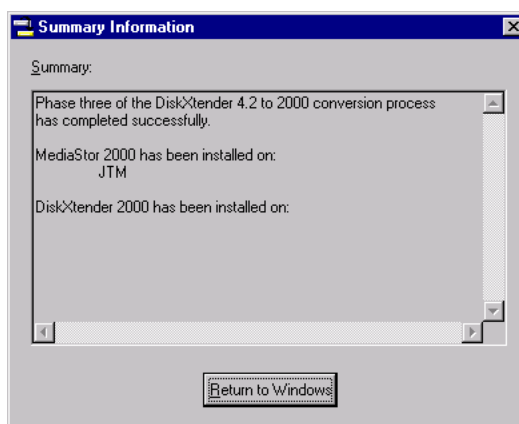 Summary Information
Summary:
Phase three of the DiskXtender 4.2 to 2000 conversion process
has completed successfully.
MediaStor 2000 has been installed on:
JTM
DiskXtender 2000 has been installed on:
Return to Windows